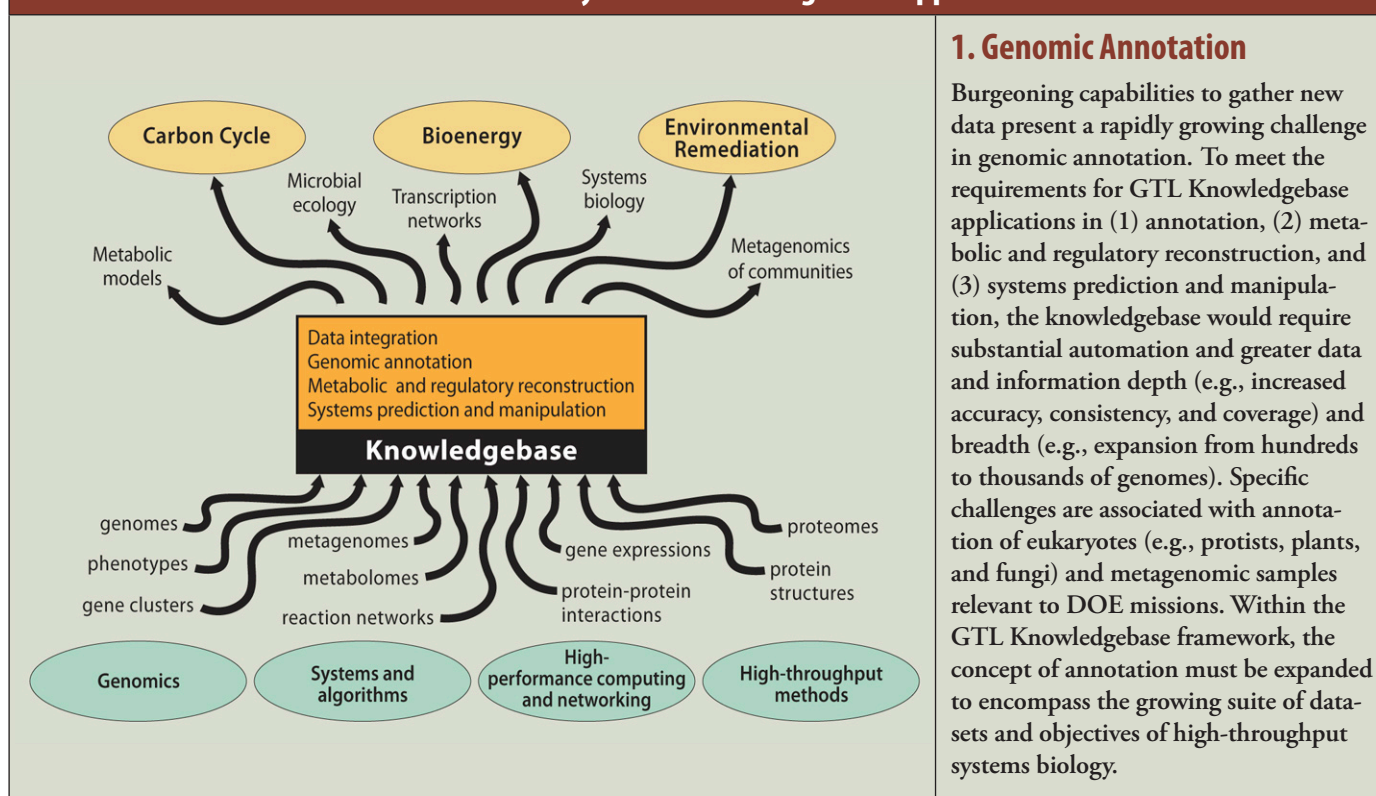 Carbon Cycle
Bioenergy
Environmental
Remediation
Microbial
ecology
Transcription
networks
Systems
biology
Metabolic
models
Metagenomics
of communities
Data integration
Genomic annotation
Metabolic and regulatory reconstruction
Systems prediction and manipulation
Knowledgebase
genomes
phenotypes
gene clusters
metagenomes
metabolomes
reaction networks
gene expressions
protein-protein
interactions
proteomes
protein
structures
Genomics
Systems and
algorithms
High-
performance computing
and networking
High-throughput
methods
1. Genomic Annotation
Burgeoning capabilities to gather new
data present a rapidly growing challenge
in genomic annotation. To meet the
requirements for GTL Knowledgebase
applications in (1) annotation, (2) meta-
bolic and regulatory reconstruction, and
(3) systems prediction and manipula-
tion, the knowledgebase would require
substantial automation and greater data
and information depth (e.g., increased
accuracy, consistency, and coverage) and
breadth (e.g., expansion from hundreds
to thousands of genomes). Specific
challenges are associated with annota-
tion of eukaryotes (e.g., protists, plants,
and fungi) and metagenomic samples
relevant to DOE missions. Within the
GTL Knowledgebase framework, the
concept of annotation must be expanded
to encompass the growing suite of data-
sets and objectives of high-throughput
systems biology.